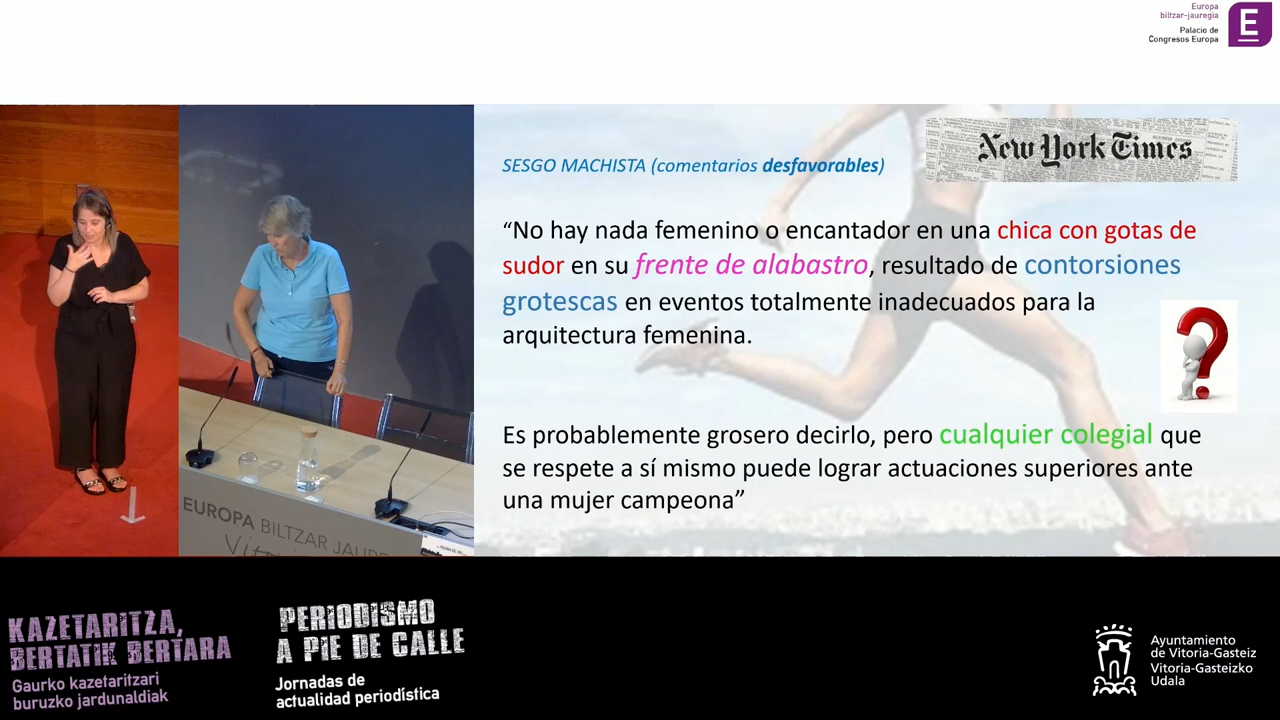 Europa
biltzar-jauregia
Palacio de
Congresos Europa
E
SESGO MACHISTA (comentarios desfavorables)
New York Times
“No hay nada femenino o encantador en una chica con gotas de
sudor en su frente de alabastro, resultado de contorsiones
grotescas en eventos totalmente inadecuados para la
arquitectura femenina.
Es probablemente grosero decirlo, pero cualquier colegial que
se respete a sí mismo puede lograr actuaciones superiores ante
una mujer campeona”
EUROPA BILTZAR JAURE
KAZETARITZA,
BERTATIK BERTARA
Gaurko kazetaritzari
buruzko jardunaldiak
PERIODISMO
A PIE DE CALLE
Jornadas de
actualidad periodística
Ayuntamiento
de Vitoria-Gasteiz
Vitoria-Gasteizko
Udala